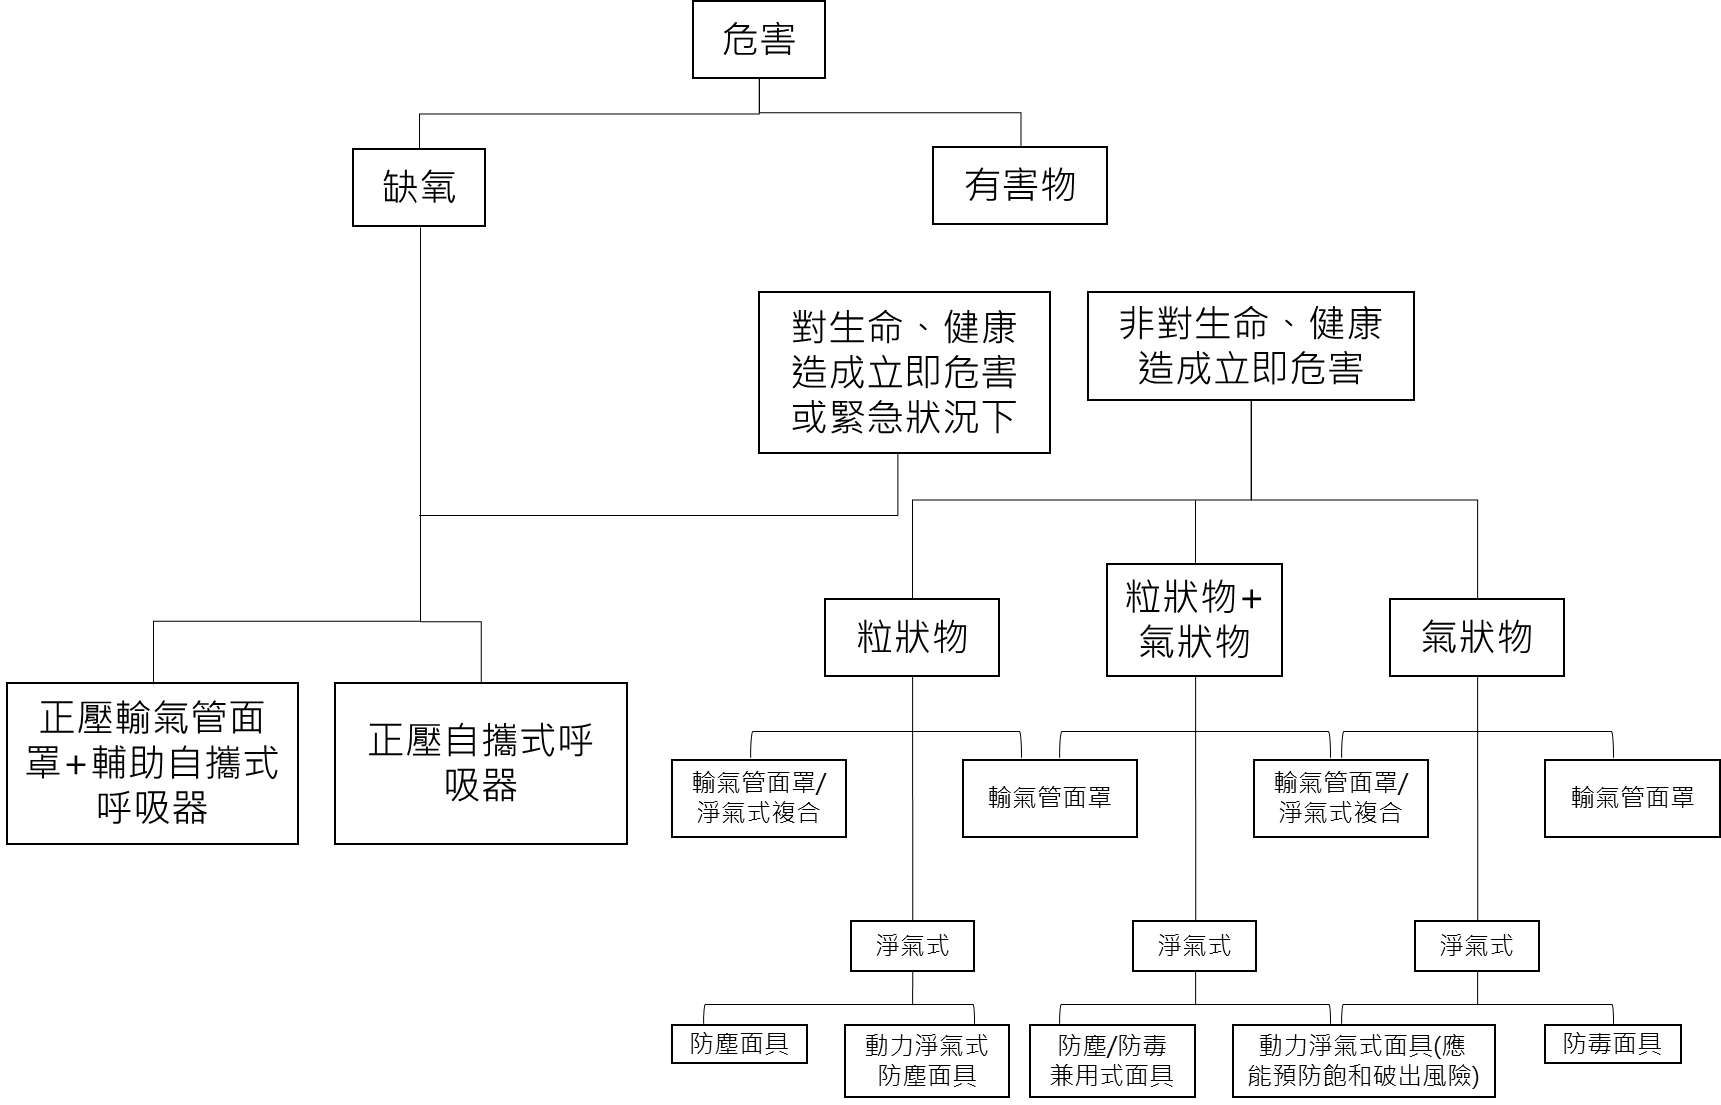 危害
缺氧
有害物
對生命、健康
造成立即危害
或緊急狀況下
非對生命、健康
造成立即危害
粒狀物
粒狀物+
氣狀物
氣狀物
正壓輸氣管面
罩+輔助自攜式
呼吸器
正壓自攜式呼
吸器
輸氣管面罩/
淨氣式複合
輸氣管面罩
輸氣管面罩/
淨氣式複合
輸氣管面罩
淨氣式
淨氣式
淨氣式
防塵面具
動力淨氣式
防塵面具
防塵/防毒
兼用式面具
動力淨氣式面具(應
能預防飽和破出風險)
防毒面具